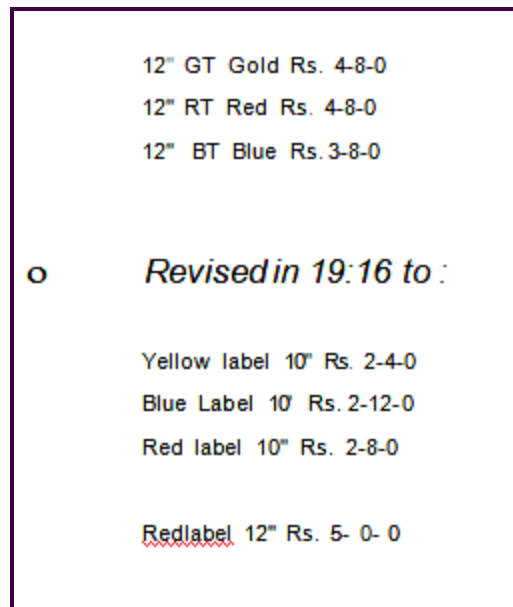 12" GT Gold Rs. 4-8-0
12" RT Red Rs. 4-8-0
12" BT Blue Rs. 3-8-0
o Revised in 19:16 to :
Yellow label 10" Rs. 2-4-0
Blue Label 10' Rs. 2-12-0
Red label 10" Rs. 2-8-0
Redlabel 12" Rs. 5- 0- 0